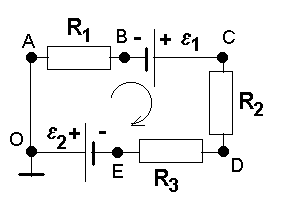 A R₁ B - + ε₁ C
R₂
O ε₂ + - E R₃ D